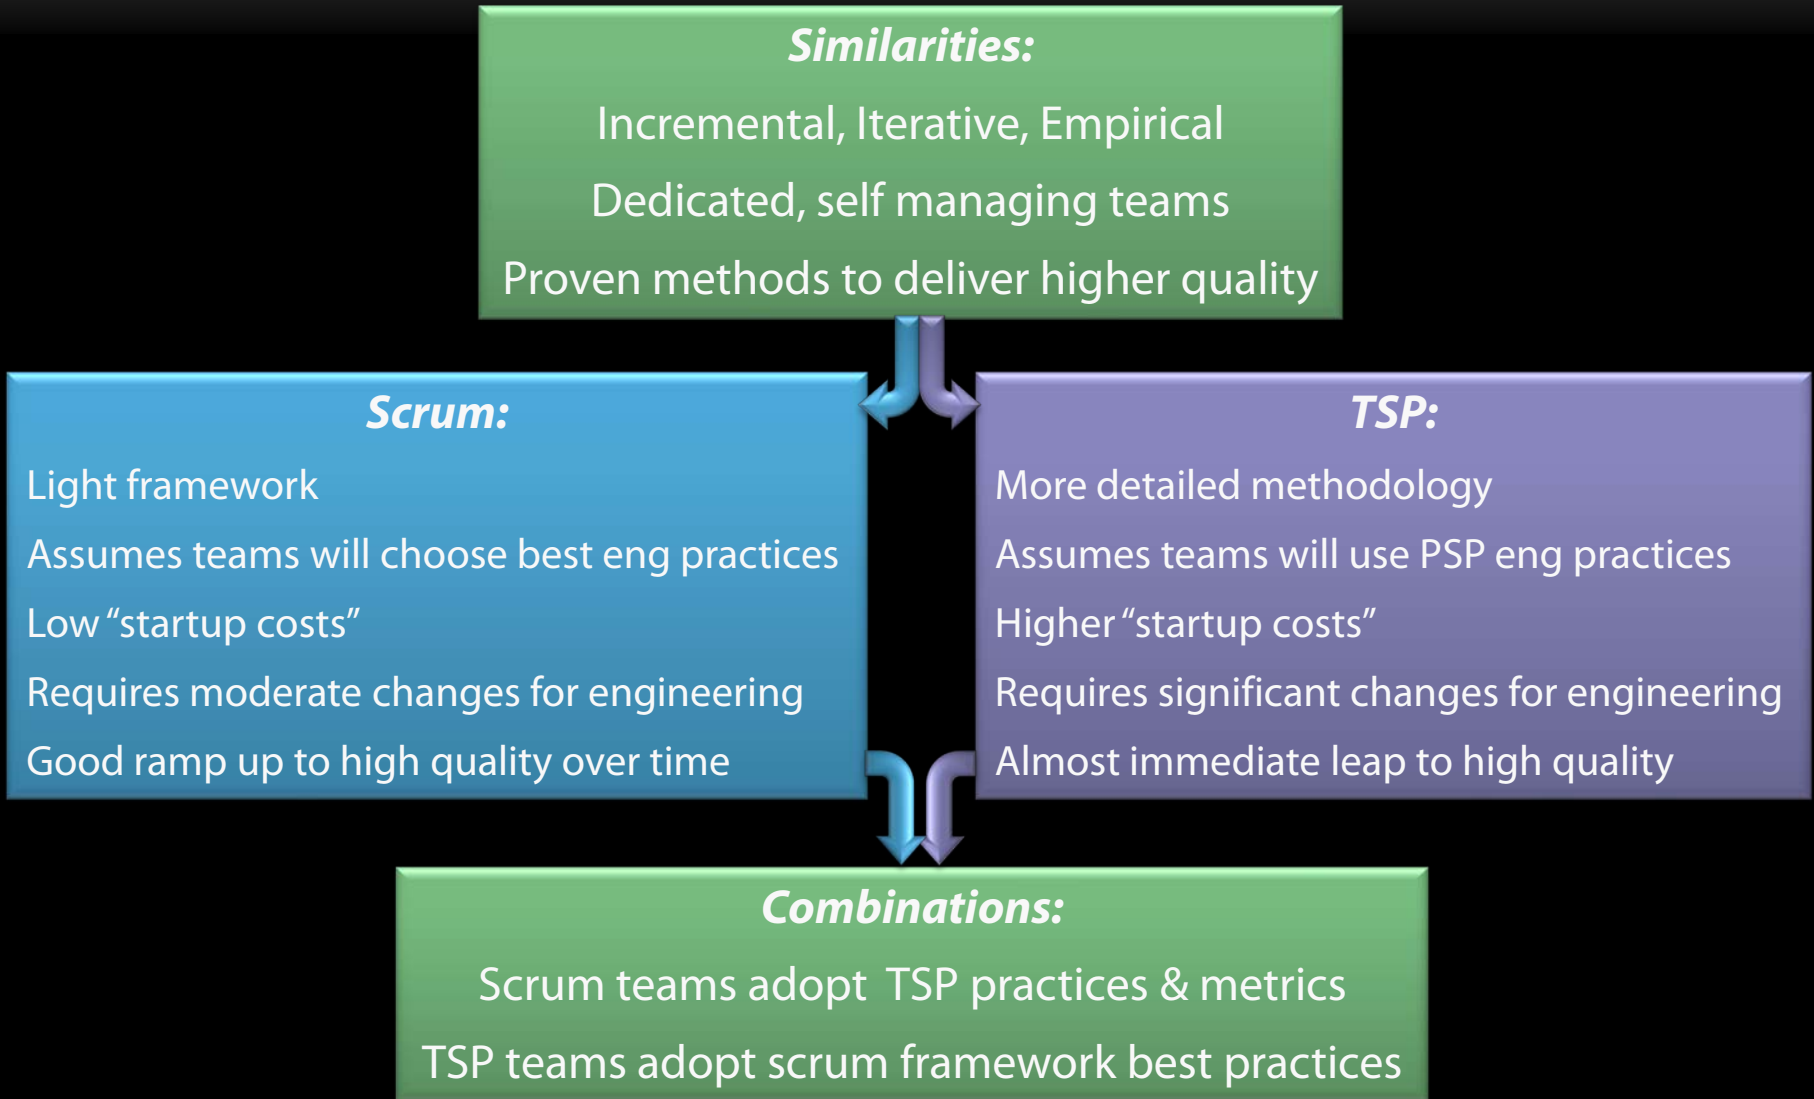 Similarities:
Incremental, Iterative, Empirical
Dedicated, self managing teams
Proven methods to deliver higher quality
Scrum:
Light framework
Assumes teams will choose best eng practices
Low “startup costs”
Requires moderate changes for engineering
Good ramp up to high quality over time
TSP:
More detailed methodology
Assumes teams will use PSP eng practices
Higher “startup costs”
Requires significant changes for engineering
Almost immediate leap to high quality
Combinations:
Scrum teams adopt TSP practices & metrics
TSP teams adopt scrum framework best practices